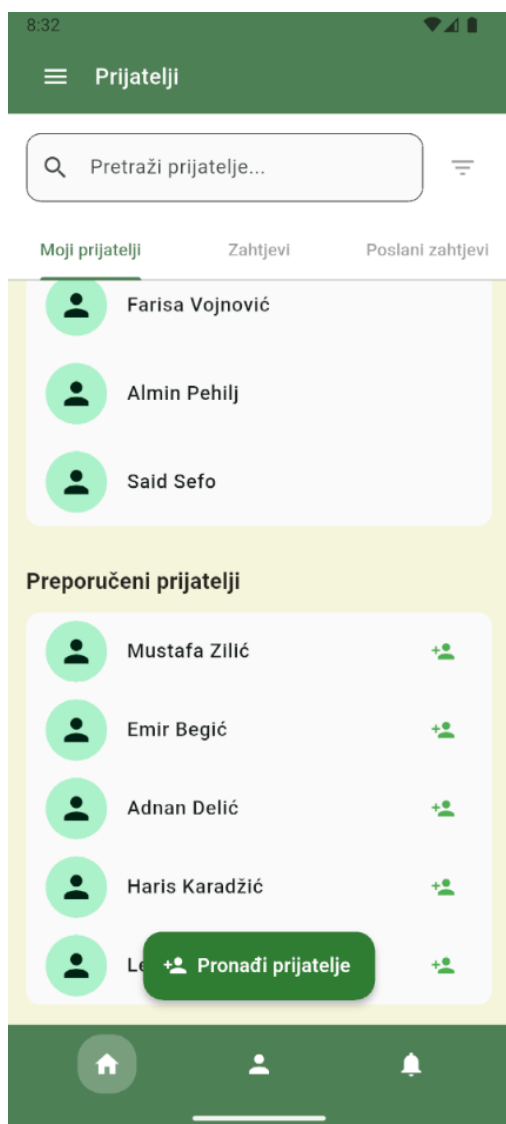 8:32
Prijatelji
Pretraži prijatelje...
Moji prijatelji
Zahtjevi
Poslani zahtjevi
Farisa Vojnović
Almin Pehilj
Said Sefo
Preporučeni prijatelji
Mustafa Zilić
Emir Begić
Adnan Delić
Haris Karadžić
Pronađi prijatelje